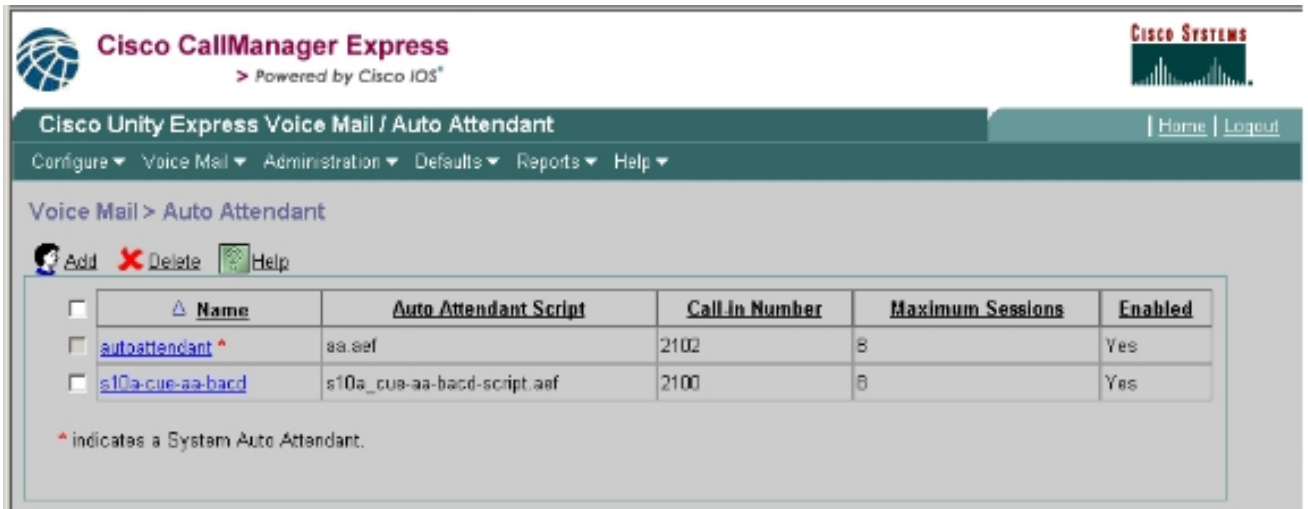 Cisco CallManager Express
> Powered by Cisco IOS®
CISCO SYSTEMS
Cisco Unity Express Voice Mail / Auto Attendant
| Home | Logout
Configure Voice Mail Administration Defaults Reports Help
Voice Mail > Auto Attendant
Add Delete Help
Name Auto Attendant Script Call-in Number Maximum Sessions Enabled
autoattendant * aa.aef 2102 8 Yes
s10a-cue-aa-bacd s10a_cue-aa-bacd-script.aef 2100 8 Yes
* indicates a System Auto Attendant.